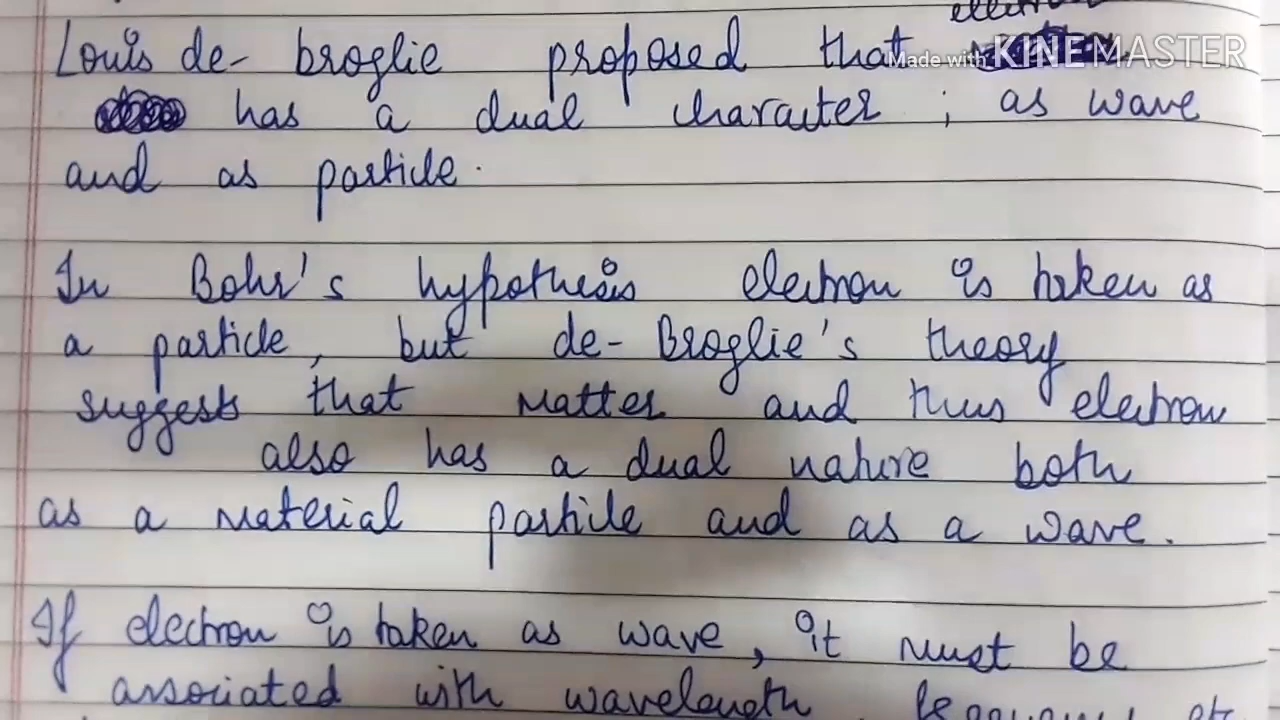 electron
Louis de- broglie proposed that
Made with KINEMASTER
has a dual character ; as wave
and as particle.
In Bohr's hypothesis electron is taken as
a particle, but de- Broglie's theory
suggests that matter and thus electron
also has a dual nature both
as a material particle and as a wave.
If electron is taken as wave, it must be
associated with wavelength, frequency etc